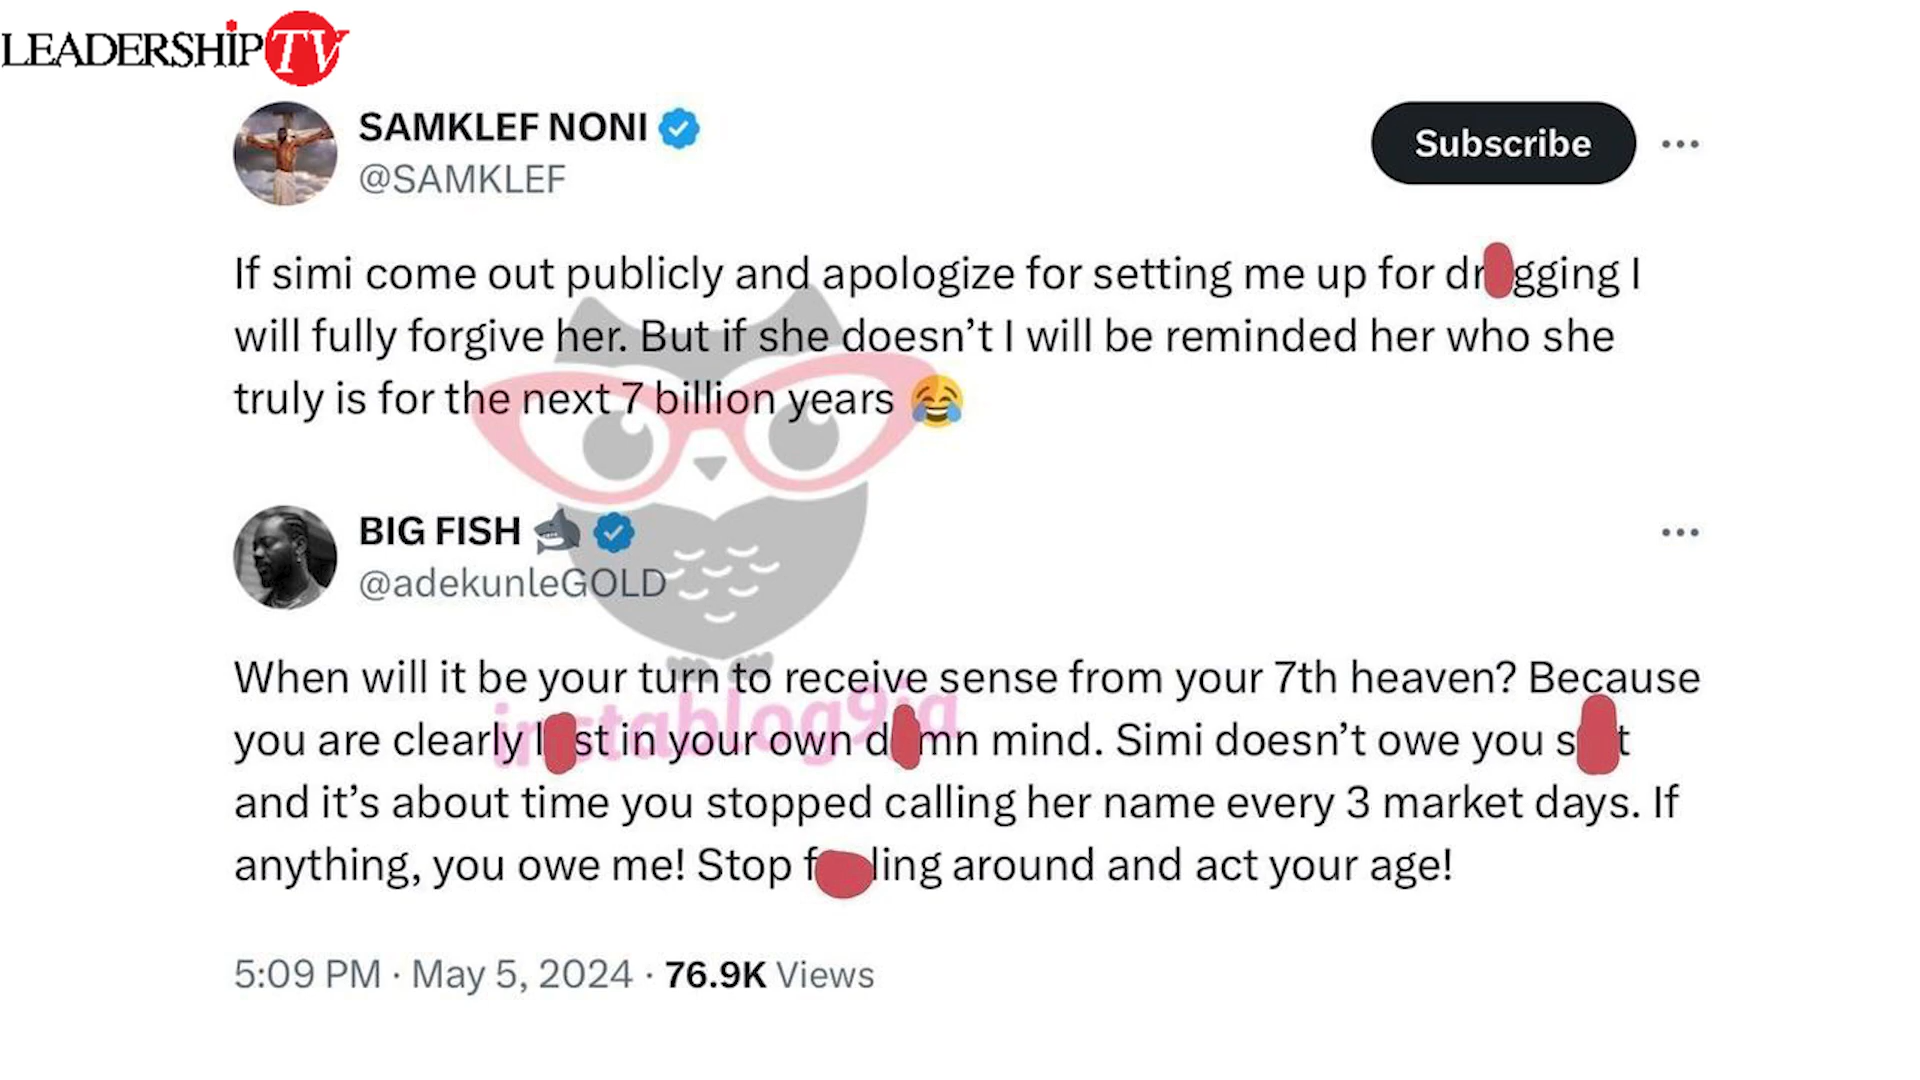 LEADERSHIP TV
SAMKLEF NONI
@SAMKLEF
Subscribe
If simi come out publicly and apologize for setting me up for dr gging I
will fully forgive her. But if she doesn’t I will be reminded her who she
truly is for the next 7 billion years 😂
BIG FISH 🦈
@adekunleGOLD
When will it be your turn to receive sense from your 7th heaven? Because
you are clearly l st in your own d mn mind. Simi doesn’t owe you s t
and it’s about time you stopped calling her name every 3 market days. If
anything, you owe me! Stop f ling around and act your age!
instablog9ja
5:09 PM · May 5, 2024 · 76.9K Views